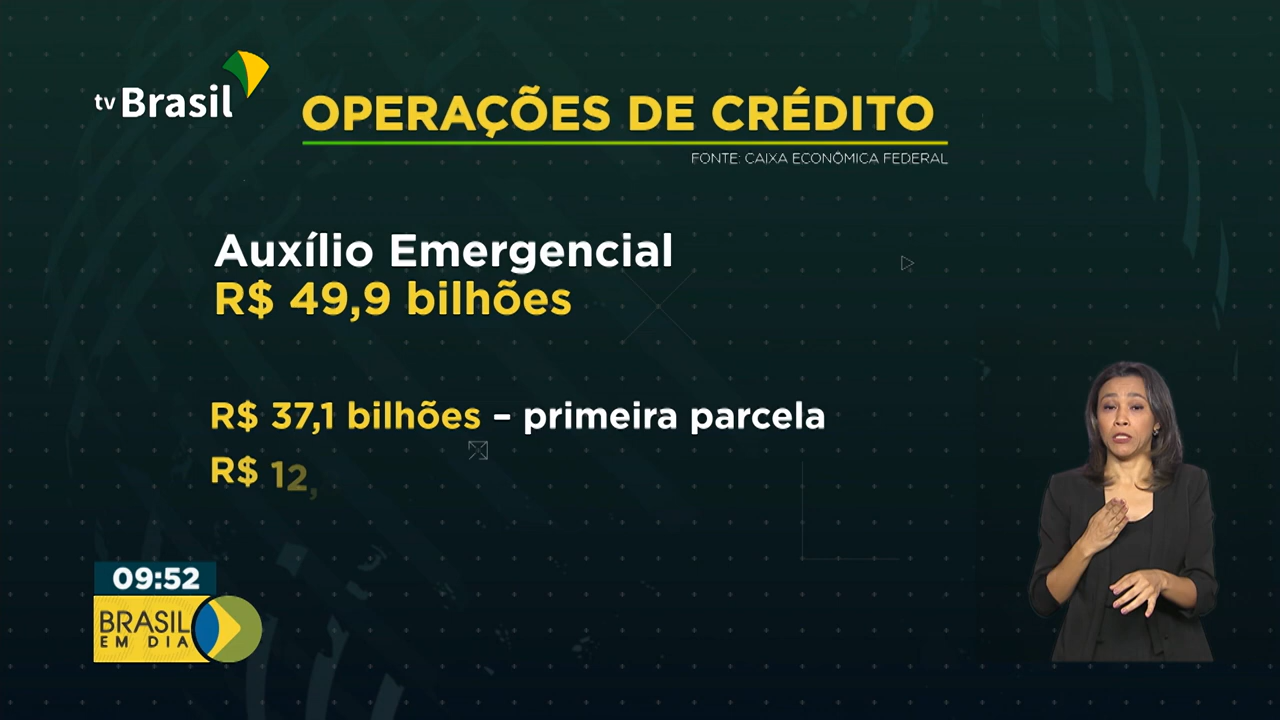 tv Brasil
OPERAÇÕES DE CRÉDITO
FONTE: CAIXA ECONÔMICA FEDERAL
Auxílio Emergencial
R$ 49,9 bilhões
R$ 37,1 bilhões – primeira parcela
R$ 12,
09:52
BRASIL
EM DIA